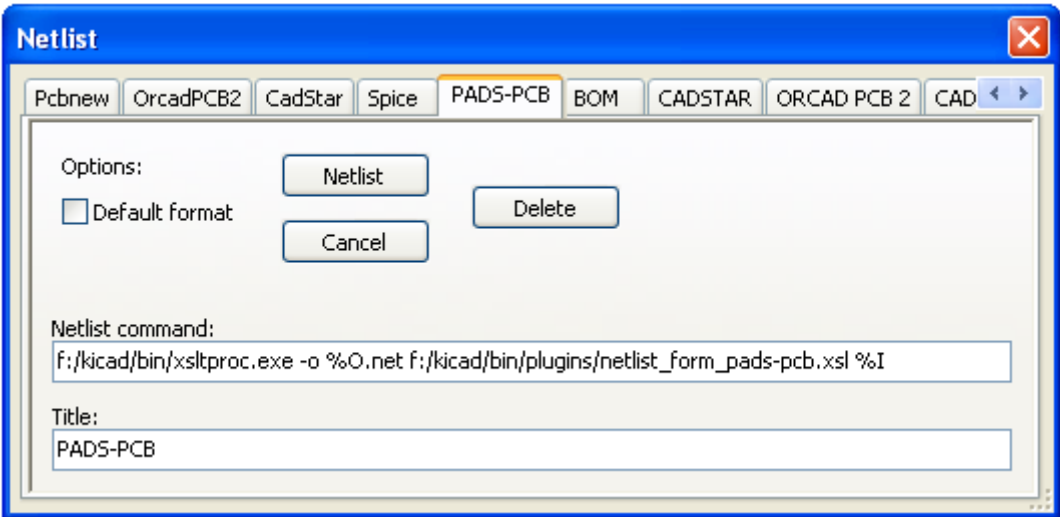 Netlist
Pcbnew OrcadPCB2 CadStar Spice PADS-PCB BOM CADSTAR ORCAD PCB 2 CAD
Options:
Netlist
Default format
Delete
Cancel
Netlist command:
f:/kicad/bin/xsltproc.exe -o %O.net f:/kicad/bin/plugins/netlist_form_pads-pcb.xsl %I
Title:
PADS-PCB